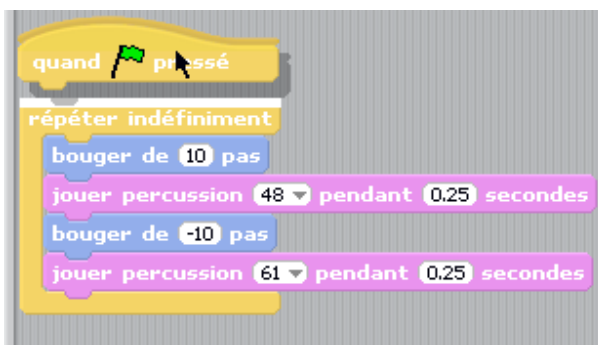 quand pressé
répéter indéfiniment
bouger de 10 pas
jouer percussion 48 pendant 0.25 secondes
bouger de -10 pas
jouer percussion 61 pendant 0.25 secondes